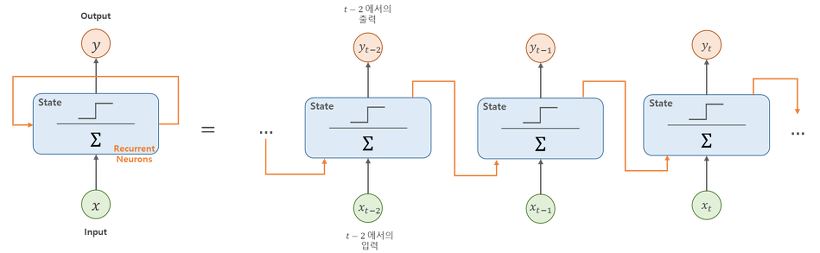 Output
y
State
Σ
Recurrent
Neurons
x
Input
=
...
t − 2 에서의
출력
y_{t−2}
State
Σ
x_{t−2}
t − 2 에서의
입력
y_{t−1}
State
Σ
x_{t−1}
y_t
State
Σ
x_t
...